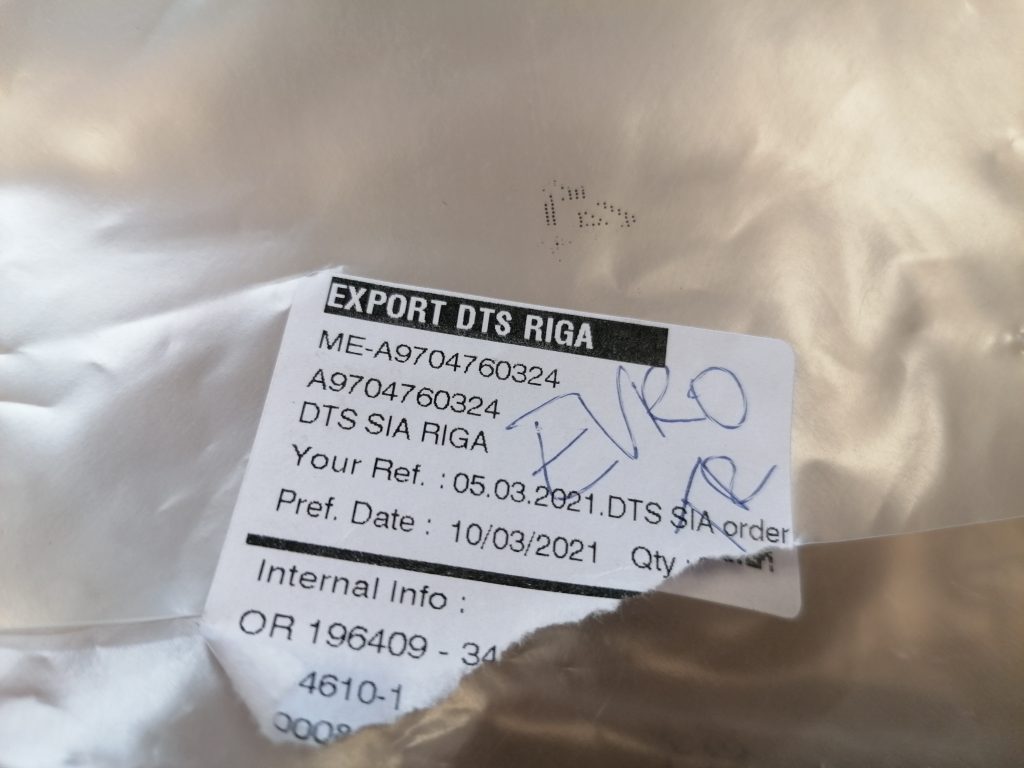 EXPORT DTS RIGA
ME-A9704760324
A9704760324
DTS SIA RIGA
EVRO
Your Ref. : 05.03.2021.DTS SIA order
Pref. Date : 10/03/2021 Qty :
Internal Info :
OR 196409 - 34
4610-1
0008